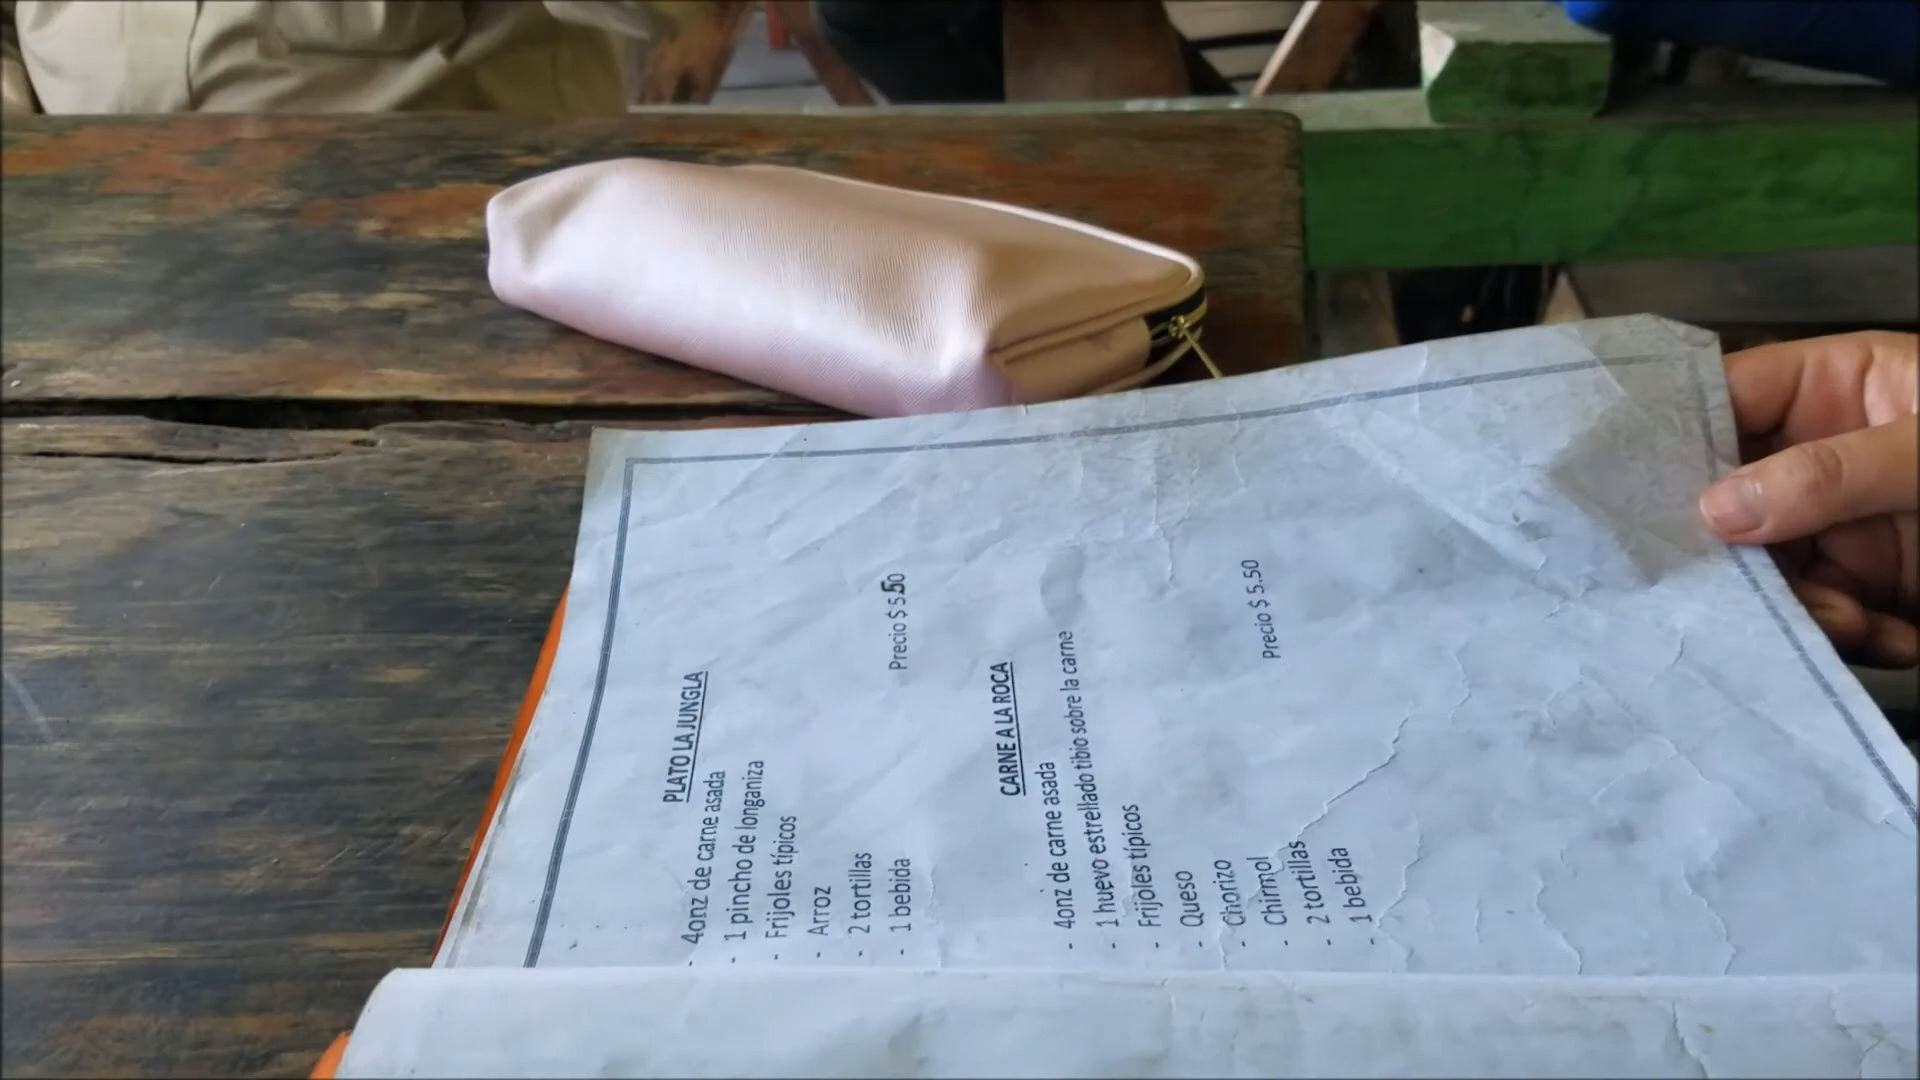 PLATO LA JUNGLA
- 4onz de carne asada
- 1 pincho de longaniza
- Frijoles típicos
- Arroz
- 2 tortillas
- 1 bebida
Precio $ 5.50
CARNE A LA ROCA
- 4onz de carne asada
- 1 huevo estrellado tibio sobre la carne
- Frijoles típicos
- Queso
- Chorizo
- Chirmol
- 2 tortillas
- 1 bebida
Precio $ 5.50